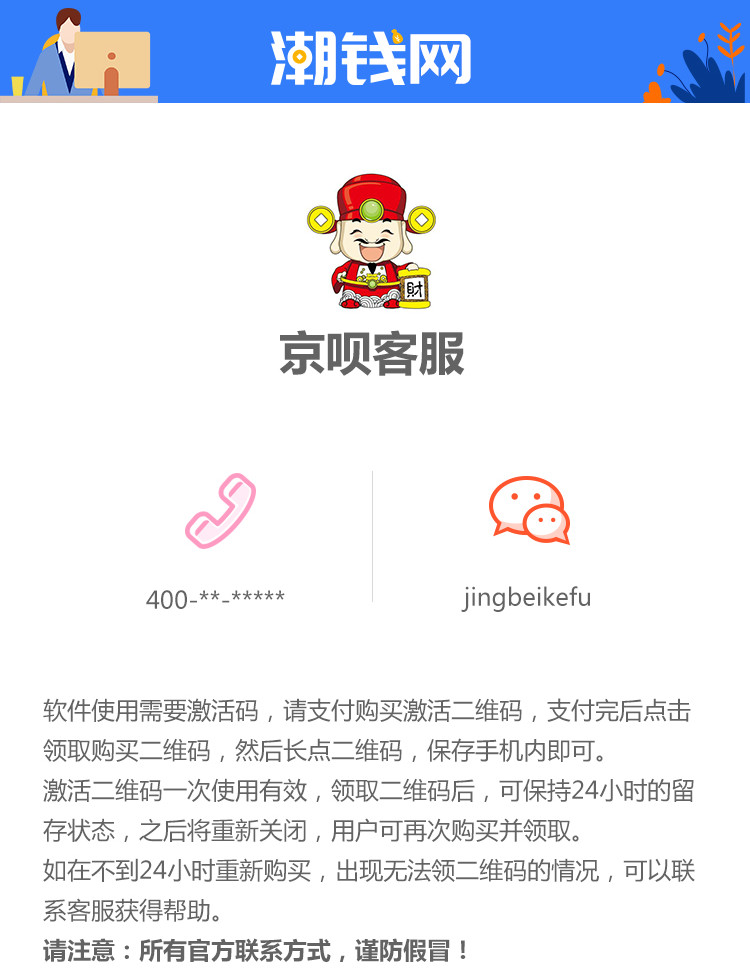 潮钱网
財
京呗客服
400-**-*****
jingbeikefu
软件使用需要激活码，请支付购买激活二维码，支付完后点击
领取购买二维码，然后长点二维码，保存手机内即可。
激活二维码一次使用有效，领取二维码后，可保持24小时的留
存状态，之后将重新关闭，用户可再次购买并领取。
如在不到24小时重新购买，出现无法领二维码的情况，可以联
系客服获得帮助。
请注意：所有官方联系方式，谨防假冒！